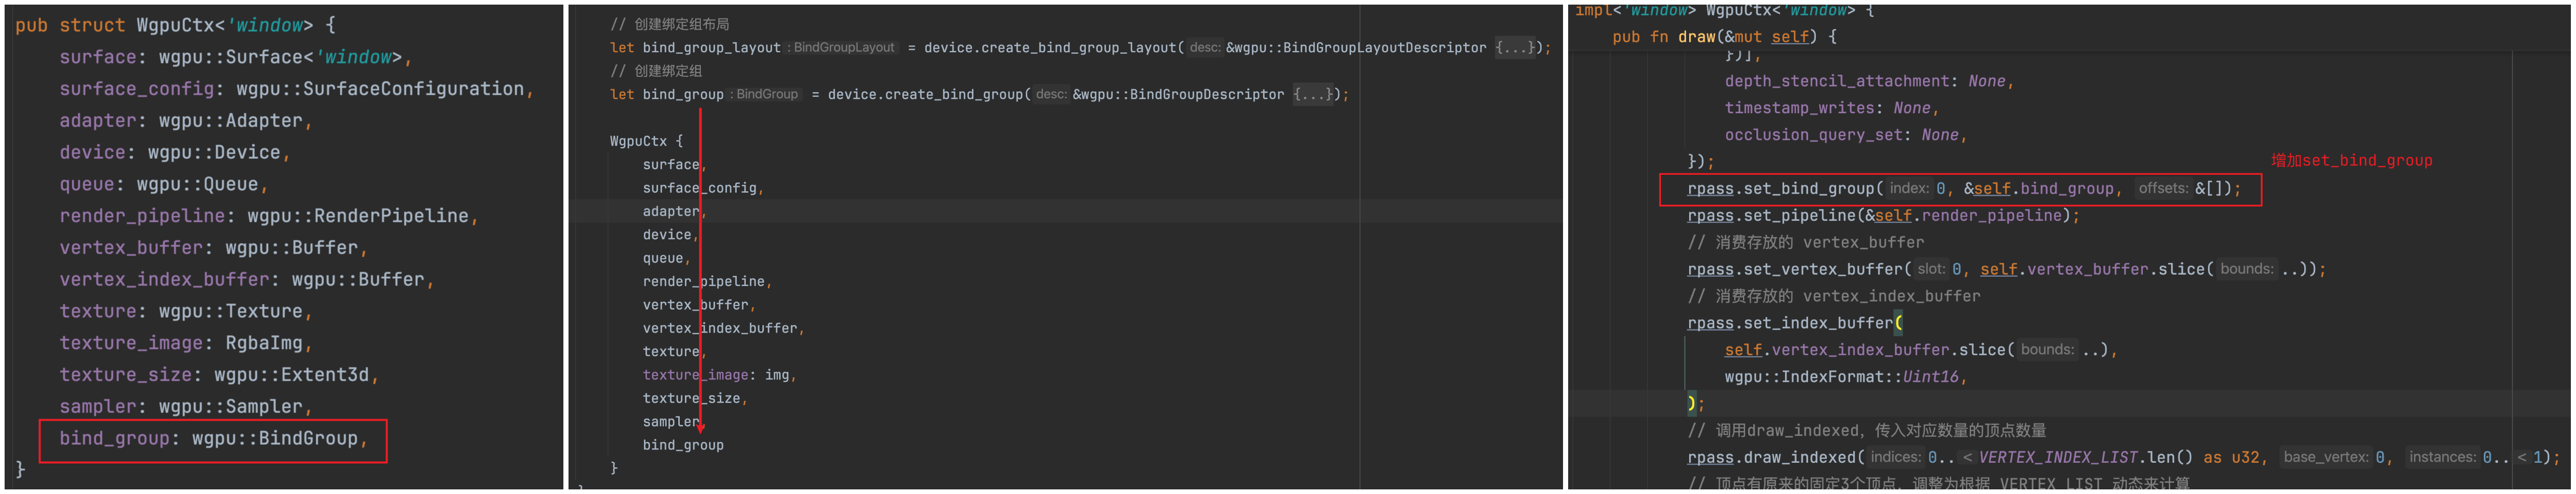 pub struct WgpuCtx<'window> {
surface: wgpu::Surface<'window>,
surface_config: wgpu::SurfaceConfiguration,
adapter: wgpu::Adapter,
device: wgpu::Device,
queue: wgpu::Queue,
render_pipeline: wgpu::RenderPipeline,
vertex_buffer: wgpu::Buffer,
vertex_index_buffer: wgpu::Buffer,
texture: wgpu::Texture,
texture_image: RgbaImg,
texture_size: wgpu::Extent3d,
sampler: wgpu::Sampler,
bind_group: wgpu::BindGroup,
}
// 创建绑定组布局
let bind_group_layout : BindGroupLayout = device.create_bind_group_layout( desc: &wgpu::BindGroupLayoutDescriptor {...});
// 创建绑定组
let bind_group : BindGroup = device.create_bind_group( desc: &wgpu::BindGroupDescriptor {...});
WgpuCtx {
surface,
surface_config,
adapter,
device,
queue,
render_pipeline,
vertex_buffer,
vertex_index_buffer,
texture,
texture_image: img,
texture_size,
sampler,
bind_group
}
impl<'window> WgpuCtx<'window> {
pub fn draw(&mut self) {
})],
depth_stencil_attachment: None,
timestamp_writes: None,
occlusion_query_set: None,
});
增加set_bind_group
rpass.set_bind_group( index: 0, &self.bind_group, offsets: &[]);
rpass.set_pipeline(&self.render_pipeline);
// 消费存放的 vertex_buffer
rpass.set_vertex_buffer( slot: 0, self.vertex_buffer.slice( bounds: ..));
// 消费存放的 vertex_index_buffer
rpass.set_index_buffer(
self.vertex_index_buffer.slice( bounds: ..),
wgpu::IndexFormat::Uint16,
);
// 调用draw_indexed，传入对应数量的顶点数量
rpass.draw_indexed( indices: 0.. < VERTEX_INDEX_LIST.len() as u32, base_vertex: 0, instances: 0.. < 1);
// 顶点有原来的固定3个顶点，调整为根据 VERTEX_LIST 动态来计算